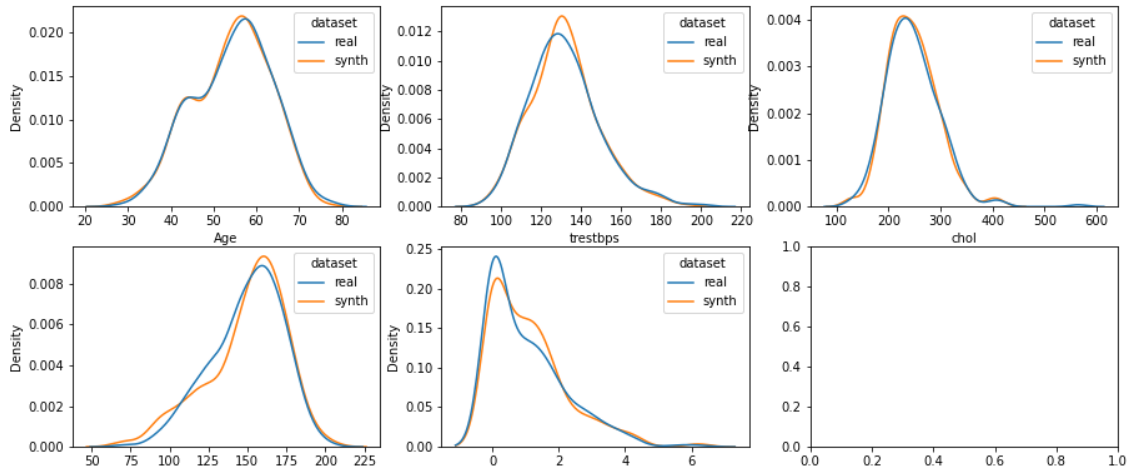 dataset
real
synth
Density
0.020
0.015
0.010
0.005
0.000
20 30 40 50 60 70 80
Age
dataset
real
synth
Density
0.012
0.010
0.008
0.006
0.004
0.002
0.000
80 100 120 140 160 180 200 220
trestbps
dataset
real
synth
Density
0.004
0.003
0.002
0.001
0.000
100 200 300 400 500 600
chol
dataset
real
synth
Density
0.008
0.006
0.004
0.002
0.000
50 75 100 125 150 175 200 225
dataset
real
synth
Density
0.25
0.20
0.15
0.10
0.05
0.00
0 2 4 6
1.0
0.8
0.6
0.4
0.2
0.0
0.0 0.2 0.4 0.6 0.8 1.0